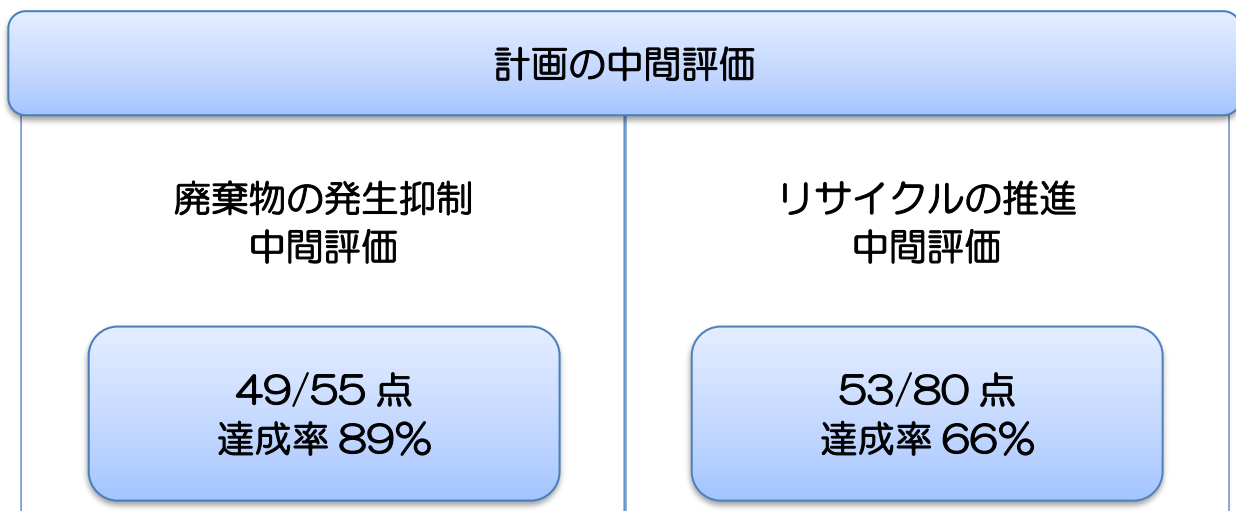 計画の中間評価
廃棄物の発生抑制
中間評価
49/55 点
達成率 89%
リサイクルの推進
中間評価
53/80 点
達成率 66%